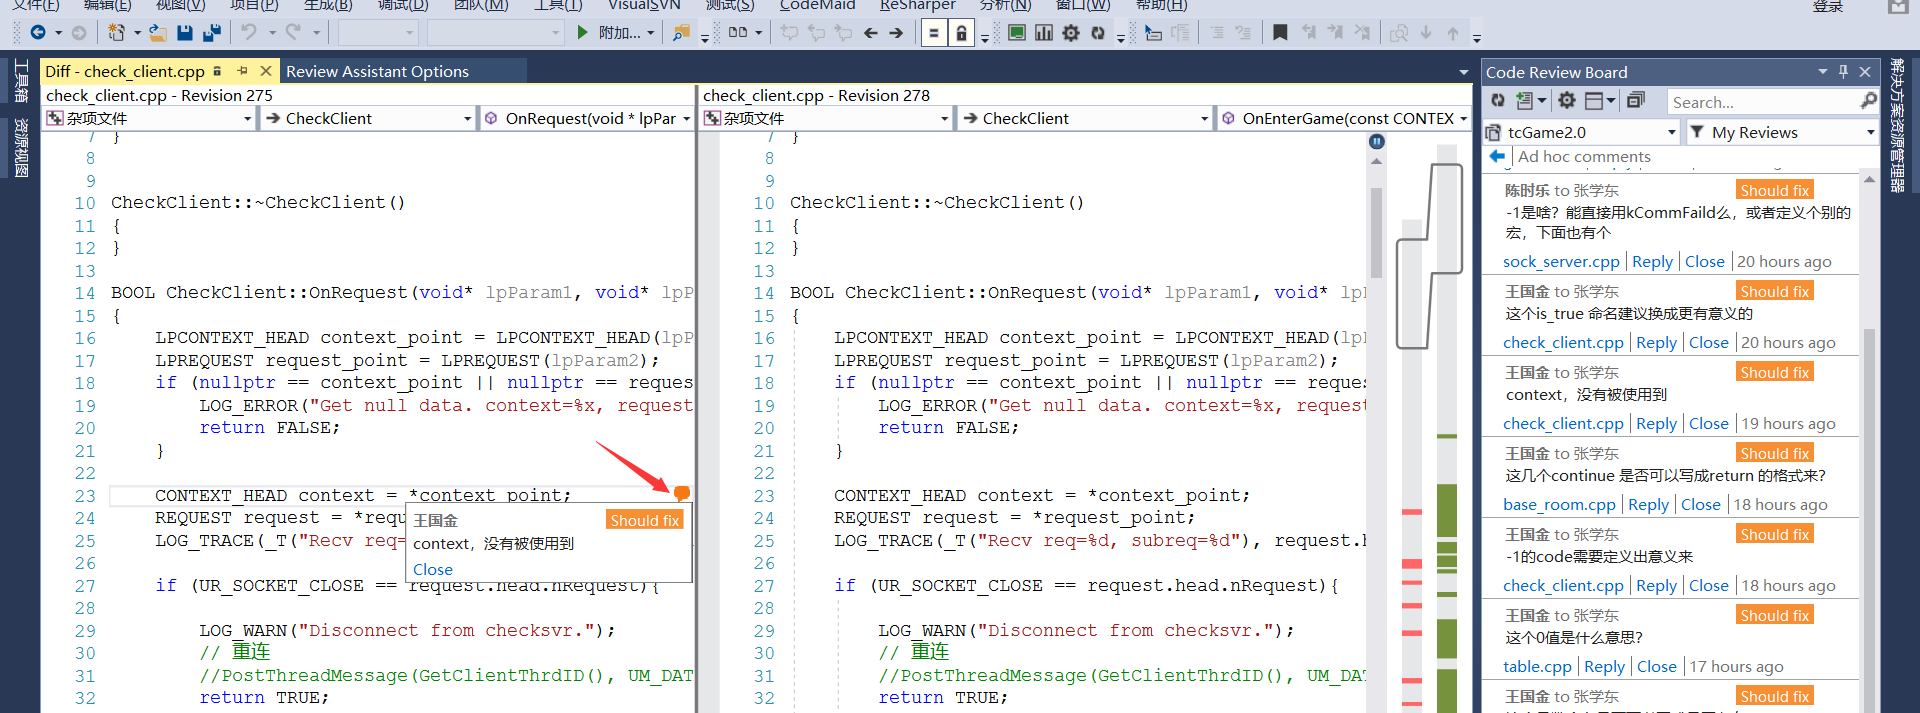 文件(F) 编辑(E) 视图(V) 项目(P) 生成(B) 调试(D) 团队(M) 工具(T) VisualSVN 测试(S) CodeMaid ReSharper 分析(N) 窗口(W) 帮助(H) 登录
附加...
工具箱
资源视图
Diff - check_client.cpp
Review Assistant Options
check_client.cpp - Revision 275
杂项文件
CheckClient
OnRequest(void * lpPar
7 }
8
9
10 CheckClient::~CheckClient()
11 {
12 }
13
14 BOOL CheckClient::OnRequest(void* lpParam1, void* lpP
15 {
16 LPCONTEXT_HEAD context_point = LPCONTEXT_HEAD(lpP
17 LPREQUEST request_point = LPREQUEST(lpParam2);
18 if (nullptr == context_point || nullptr == reques
19 LOG_ERROR("Get null data. context=%x, request
20 return FALSE;
21 }
22
23 CONTEXT_HEAD context = *context_point;
24 REQUEST request = *requ
25 LOG_TRACE(_T("Recv req=
26
27 if (UR_SOCKET_CLOSE == request.head.nRequest){
28
29 LOG_WARN("Disconnect from checksvr.");
30 // 重连
31 //PostThreadMessage(GetClientThrdID(), UM_DAT
32 return TRUE;
王国金 Should fix
context，没有被使用到
Close
check_client.cpp - Revision 278
杂项文件
CheckClient
OnEnterGame(const CONTEX
7 }
8
9
10 CheckClient::~CheckClient()
11 {
12 }
13
14 BOOL CheckClient::OnRequest(void* lpParam1, void* lpP
15 {
16 LPCONTEXT_HEAD context_point = LPCONTEXT_HEAD(lpP
17 LPREQUEST request_point = LPREQUEST(lpParam2);
18 if (nullptr == context_point || nullptr == reques
19 LOG_ERROR("Get null data. context=%x, request
20 return FALSE;
21 }
22
23 CONTEXT_HEAD context = *context_point;
24 REQUEST request = *request_point;
25 LOG_TRACE(_T("Recv req=%d, subreq=%d"), request.h
26
27 if (UR_SOCKET_CLOSE == request.head.nRequest){
28
29 LOG_WARN("Disconnect from checksvr.");
30 // 重连
31 //PostThreadMessage(GetClientThrdID(), UM_DAT
32 return TRUE;
Code Review Board
Search...
tcGame2.0
My Reviews
Ad hoc comments
陈时乐 to 张学东 Should fix
-1是啥？能直接用kCommFaild么，或者定义个别的
宏，下面也有个
sock_server.cpp Reply Close 20 hours ago
王国金 to 张学东 Should fix
这个is_true 命名建议换成更有意义的
check_client.cpp Reply Close 20 hours ago
王国金 to 张学东 Should fix
context，没有被使用到
check_client.cpp Reply Close 19 hours ago
王国金 to 张学东 Should fix
这几个continue 是否可以写成return 的格式来？
base_room.cpp Reply Close 18 hours ago
王国金 to 张学东 Should fix
-1的code需要定义出意义来
check_client.cpp Reply Close 18 hours ago
王国金 to 张学东 Should fix
这个0值是什么意思？
table.cpp Reply Close 17 hours ago
王国金 to 张学东 Should fix
解决方案资源管理器